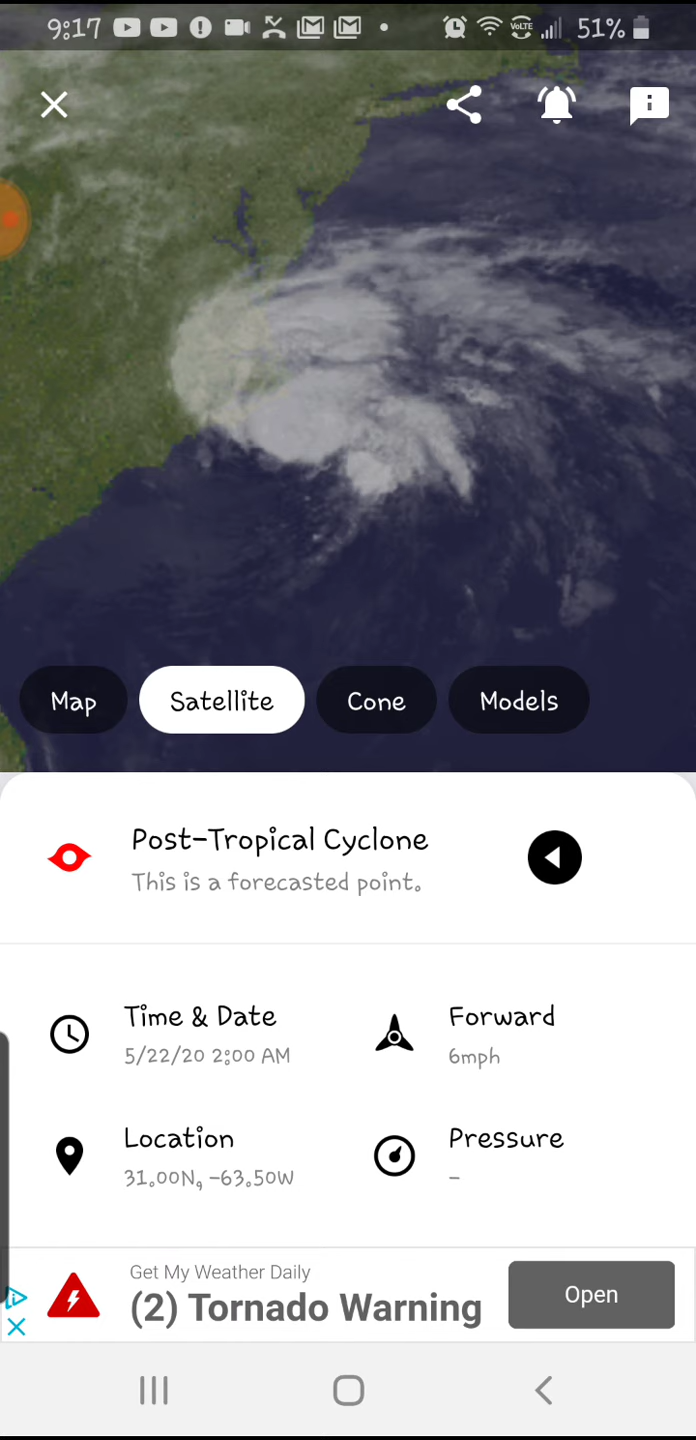 9:17
VoLTE 51%
Map Satellite Cone Models
Post-Tropical Cyclone
This is a forecasted point.
Time & Date Forward
5/22/20 2:00 AM 6mph
Location Pressure
31.00N, -63.50W -
Get My Weather Daily
(2) Tornado Warning Open